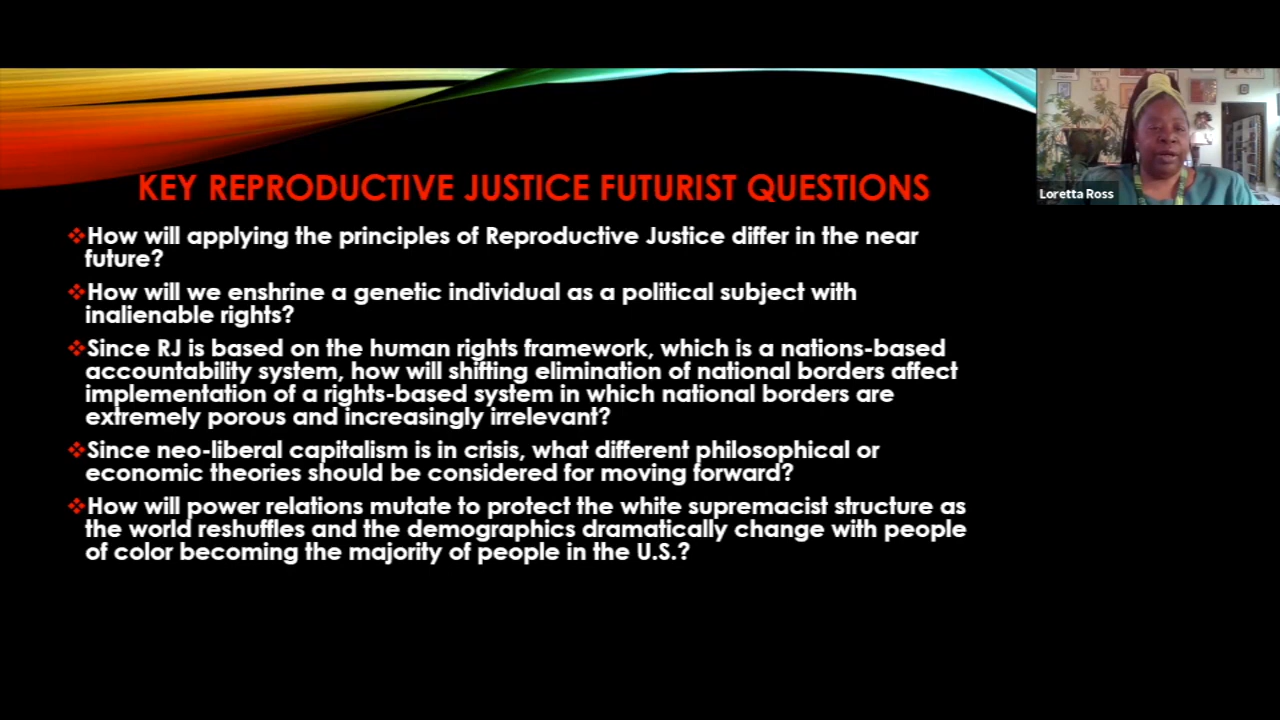 Loretta Ross
KEY REPRODUCTIVE JUSTICE FUTURIST QUESTIONS
❖How will applying the principles of Reproductive Justice differ in the near
future?
❖How will we enshrine a genetic individual as a political subject with
inalienable rights?
❖Since RJ is based on the human rights framework, which is a nations-based
accountability system, how will shifting elimination of national borders affect
implementation of a rights-based system in which national borders are
extremely porous and increasingly irrelevant?
❖Since neo-liberal capitalism is in crisis, what different philosophical or
economic theories should be considered for moving forward?
❖How will power relations mutate to protect the white supremacist structure as
the world reshuffles and the demographics dramatically change with people
of color becoming the majority of people in the U.S.?